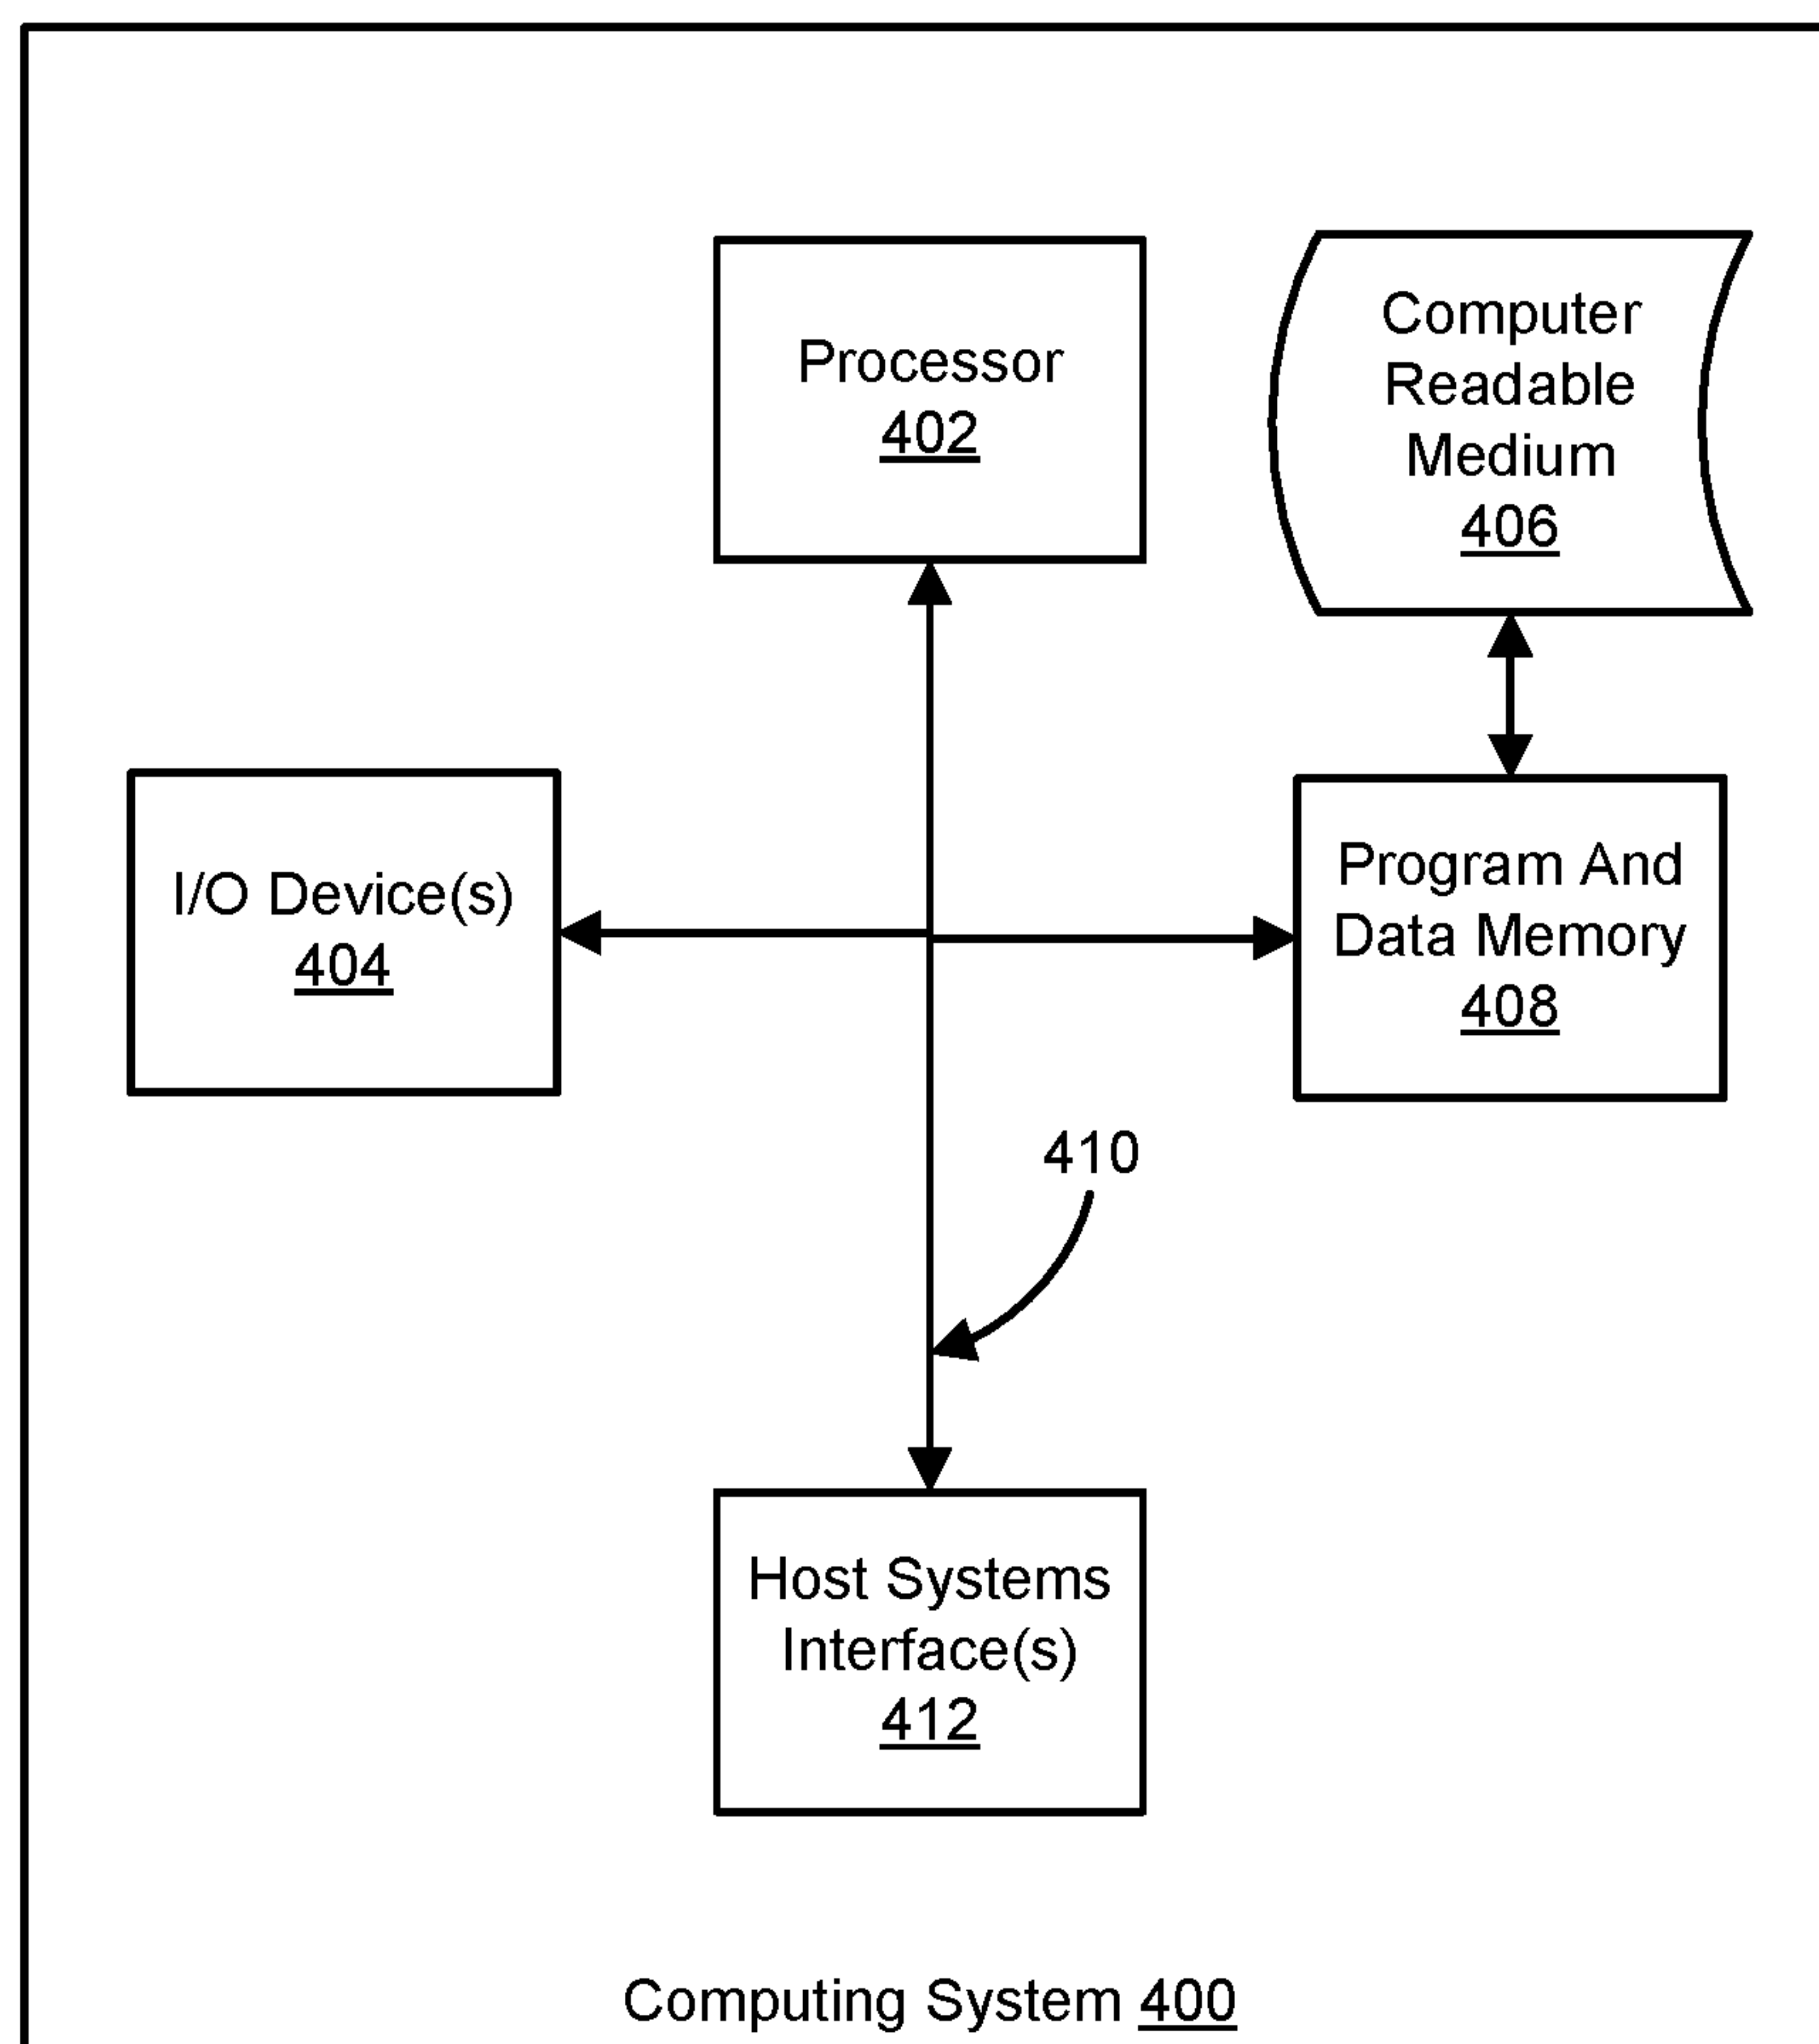 Processor
402
Computer
Readable
Medium
406
I/O Device(s)
404
Program And
Data Memory
408
410
Host Systems
Interface(s)
412
Computing System 400